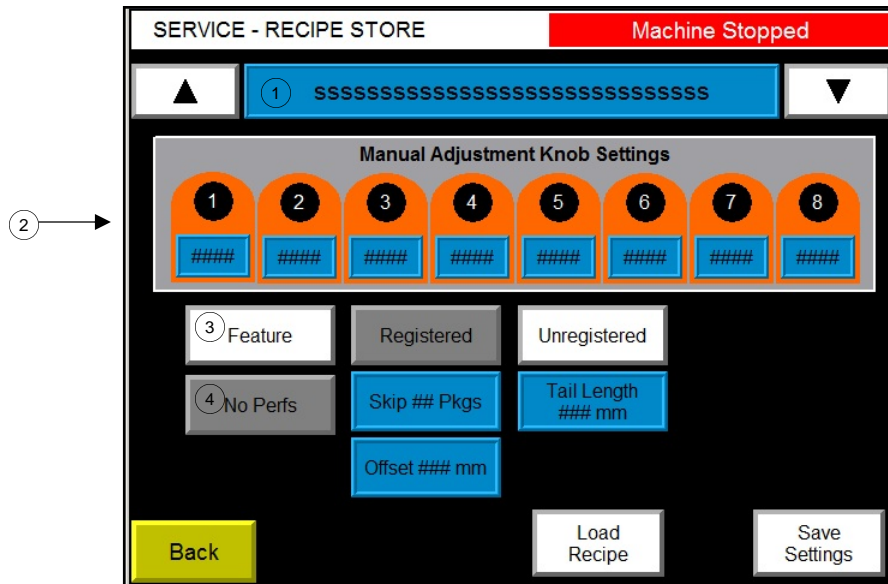 SERVICE - RECIPE STORE Machine Stopped
▲ 1 SSSSSSSSSSSSSSSSSSSSSSSSSSSSSS ▼
Manual Adjustment Knob Settings
1 2 3 4 5 6 7 8
2
#### #### #### #### #### #### #### ####
3 Feature Registered Unregistered
4 No Perfs Skip ## Pkgs Tail Length
### mm
Offset ### mm
Back Load
Recipe Save
Settings